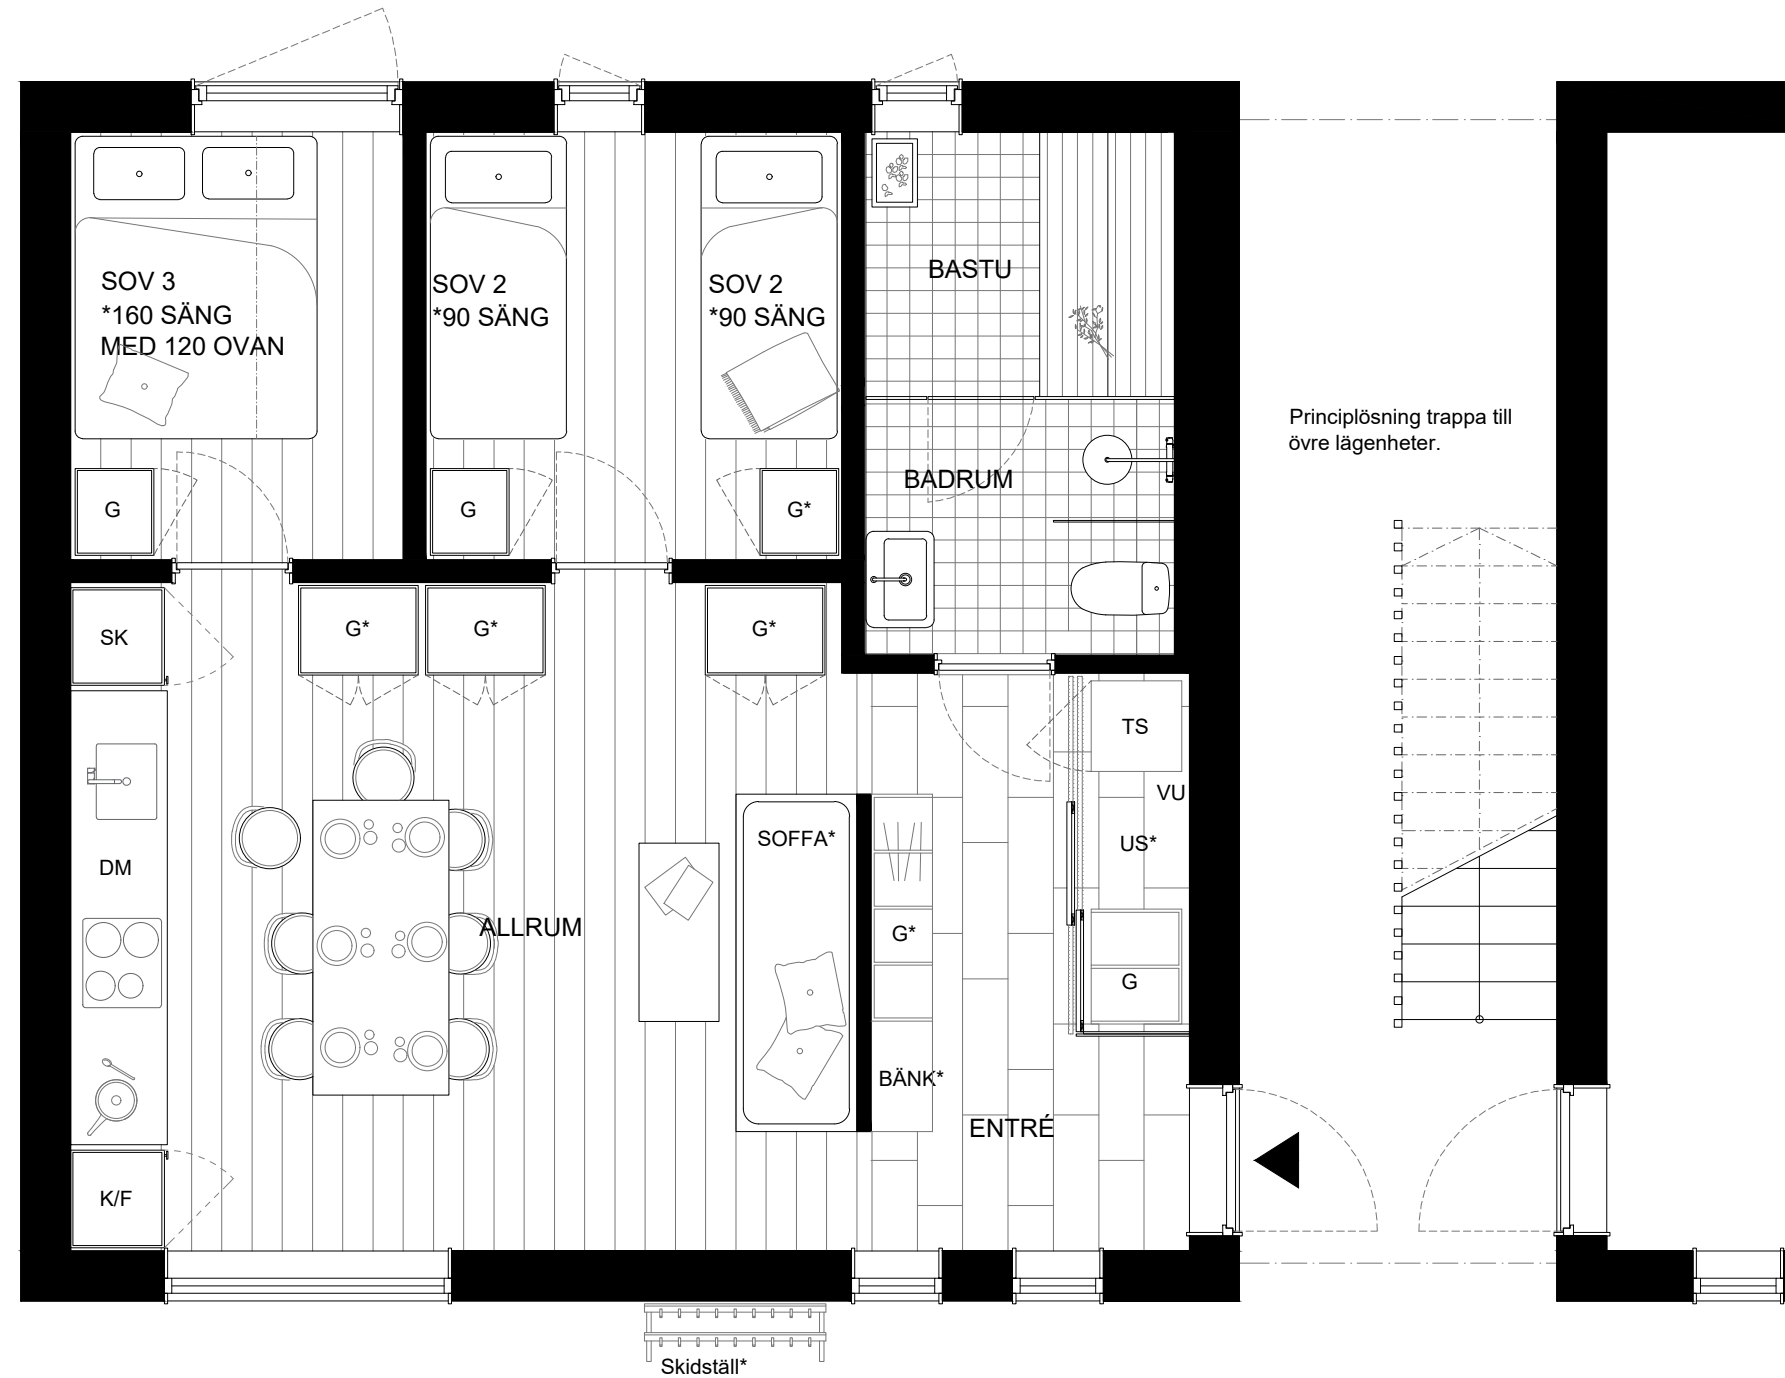 SOV 3
*160 SÄNG
MED 120 OVAN
SOV 2
*90 SÄNG
SOV 2
*90 SÄNG
BASTU
Principlösning trappa till
övre lägenheter.
BADRUM
G
G
G*
SK
G*
G*
G*
TS
VU
US*
SOFFA*
DM
ALLRUM
G*
G
BÄNK*
ENTRÉ
K/F
Skidställ*